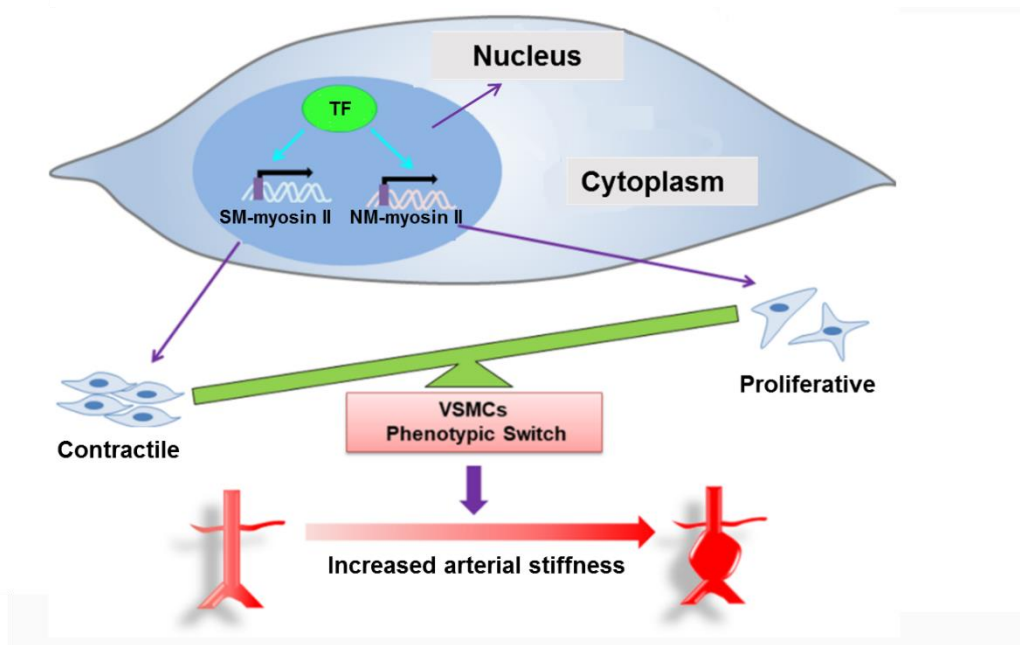 Nucleus
TF
Cytoplasm
SM-myosin II NM-myosin II
Proliferative
VSMCs
Phenotypic Switch
Contractile
Increased arterial stiffness